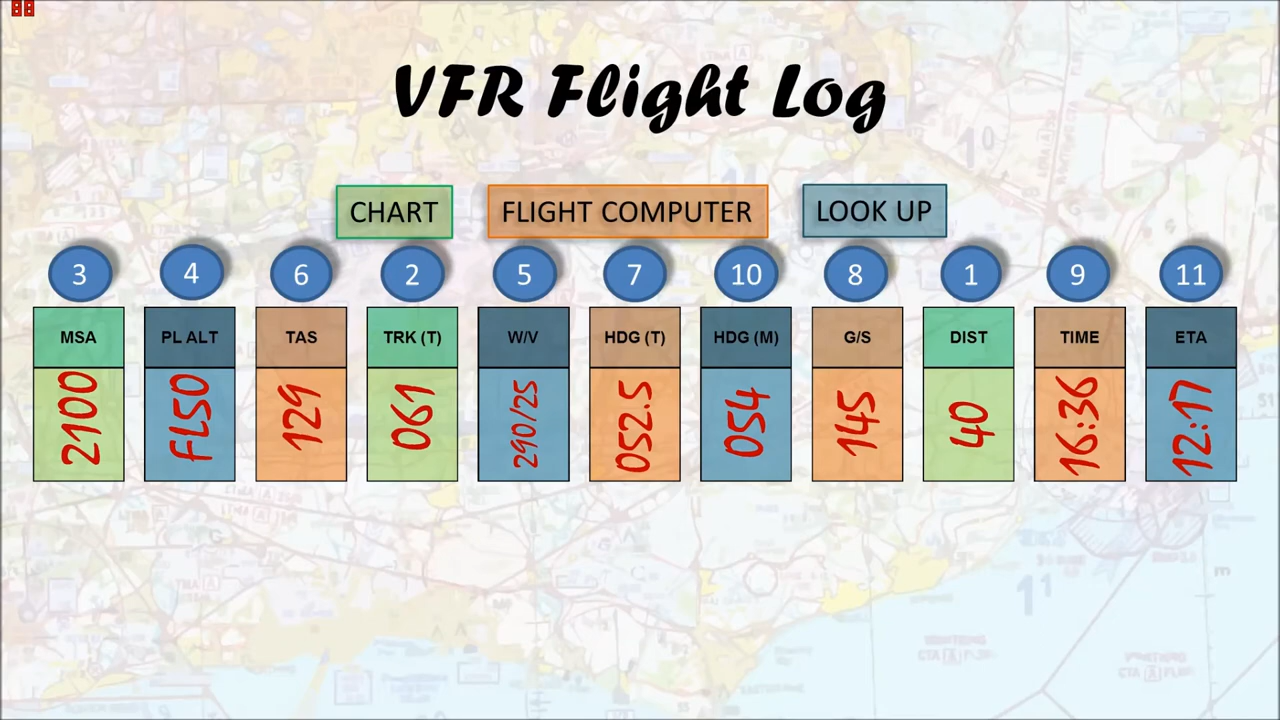 VFR Flight Log
CHART FLIGHT COMPUTER LOOK UP
3 4 6 2 5 7 10 8 1 9 11
MSA PL ALT TAS TRK (T) W/V HDG (T) HDG (M) G/S DIST TIME ETA
2100 FL50 129 061 290/25 052.5 054 145 40 16:36 12:17
1°
1¹